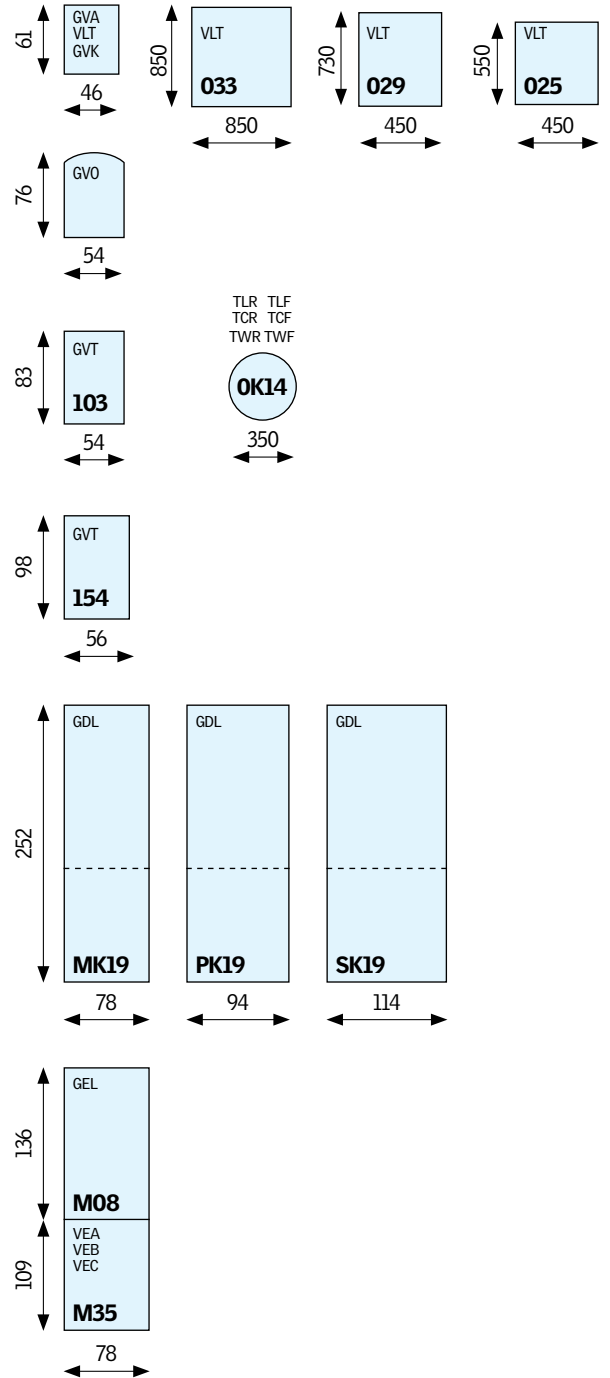 61
GVA
VLT
GVK
46
850
VLT
033
850
730
VLT
029
450
550
VLT
025
450
76
GVO
54
83
GVT
103
54
TLR TLF
TCR TCF
TWR TWF
0K14
350
98
GVT
154
56
252
GDL
MK19
78
GDL
PK19
94
GDL
SK19
114
136
GEL
M08
109
VEA
VEB
VEC
M35
78